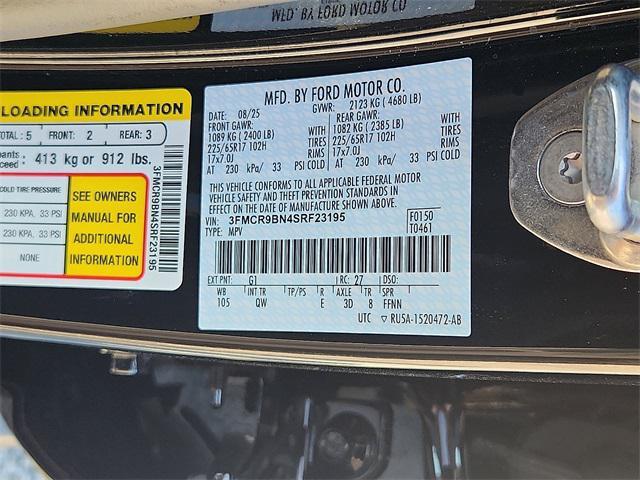 MFD. BY FORD MOTOR CO
LOADING INFORMATION
TOTAL: 5 FRONT: 2 REAR: 3
413 kg or 912 lbs.
COLD TIRE PRESSURE
230 KPA, 33 PSI
230 KPA, 33 PSI
NONE
SEE OWNERS
MANUAL FOR
ADDITIONAL
INFORMATION
3FMCR9BN4SRF23195
MFD. BY FORD MOTOR CO.
DATE: 08/25 GVWR: 2123 KG (4680 LB)
FRONT GAWR: REAR GAWR:
1089 KG (2400 LB) WITH 1082 KG (2385 LB) WITH
225/65R17 102H TIRES 225/65R17 102H TIRES
17x7.0J RIMS 17x7.0J RIMS
AT 230 kPa/ 33 PSI COLD AT 230 kPa/ 33 PSI COLD
THIS VEHICLE CONFORMS TO ALL APPLICABLE FEDERAL MOTOR
VEHICLE SAFETY AND THEFT PREVENTION STANDARDS IN
EFFECT ON THE DATE OF MANUFACTURE SHOWN ABOVE.
VIN: 3FMCR9BN4SRF23195 F0150
TYPE: MPV T0461
EXT PNT: G1 RC: 27 DSO:
WB INT TR TP/PS R AXLE TR SPR
105 QW E 3D 8 FFNN
UTC ▽ RU5A-1520472-AB